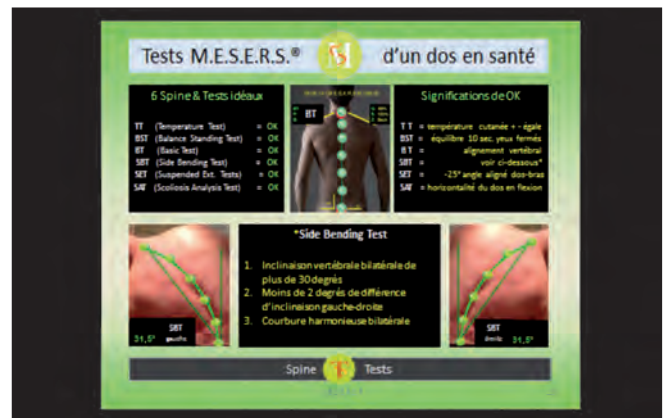 Tests M.E.S.E.R.S.® d'un dos en santé
6 Spine & Tests idéaux
TT (Temperature Test) = OK
BST (Balance Standing Test) = OK
BT (Basic Test) = OK
SBT (Side Bending Test) = OK
SET (Suspended Ext. Tests) = OK
SAT (Scoliosis Analysis Test) = OK
BT
Significations de OK
T T = température cutanée + - égale
BST = équilibre 10 sec. yeux fermés
B T = alignement vertébral
SBT = voir ci-dessous*
SET = -25° angle aligné dos-bras
SAT = horizontalité du dos en flexion
SBT
31,5° gauche
*Side Bending Test
1. Inclinaison vertébrale bilatérale de
plus de 30 degrés
2. Moins de 2 degrés de différence
d'inclinaison gauche-droite
3. Courbure harmonieuse bilatérale
SBT
droite 31,5°
Spine T Tests